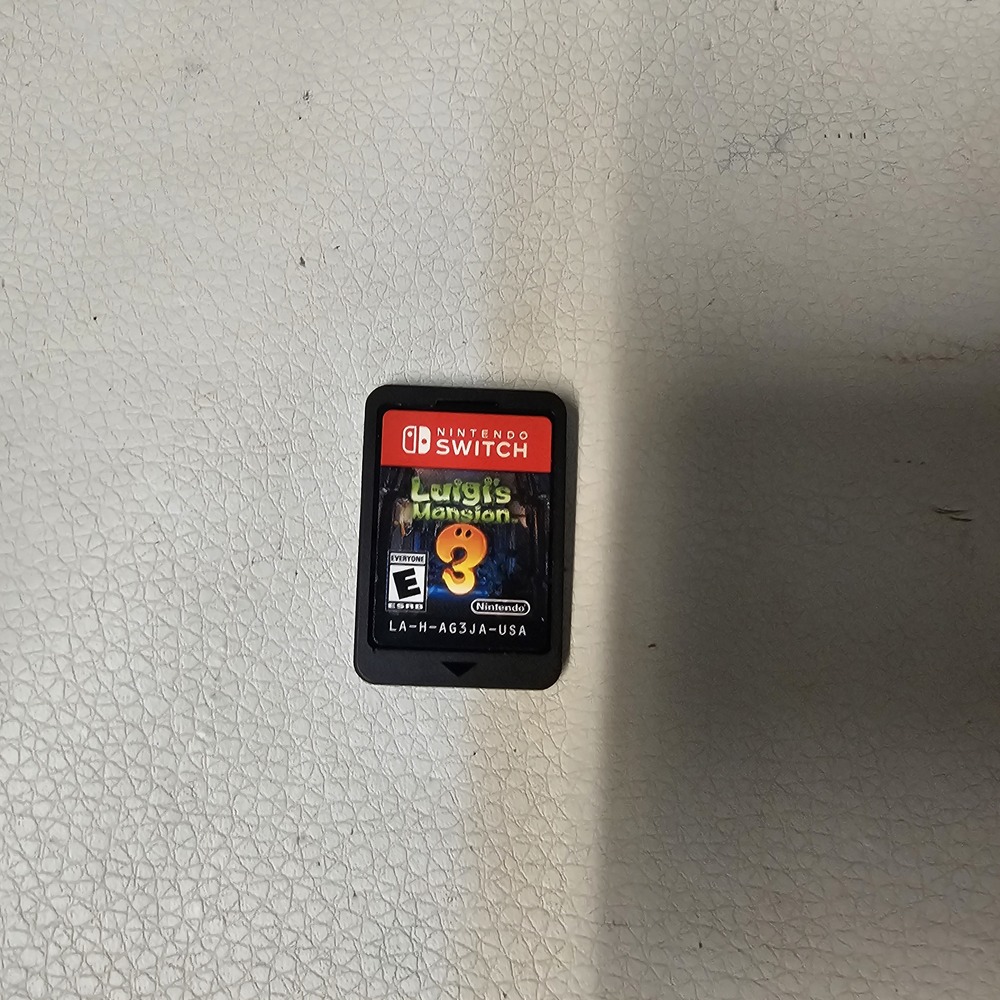 NINTENDO
SWITCH
Luigi's
Mansion
3
EVERYONE
E
ESRB
Nintendo
LA-H-AG3JA-USA